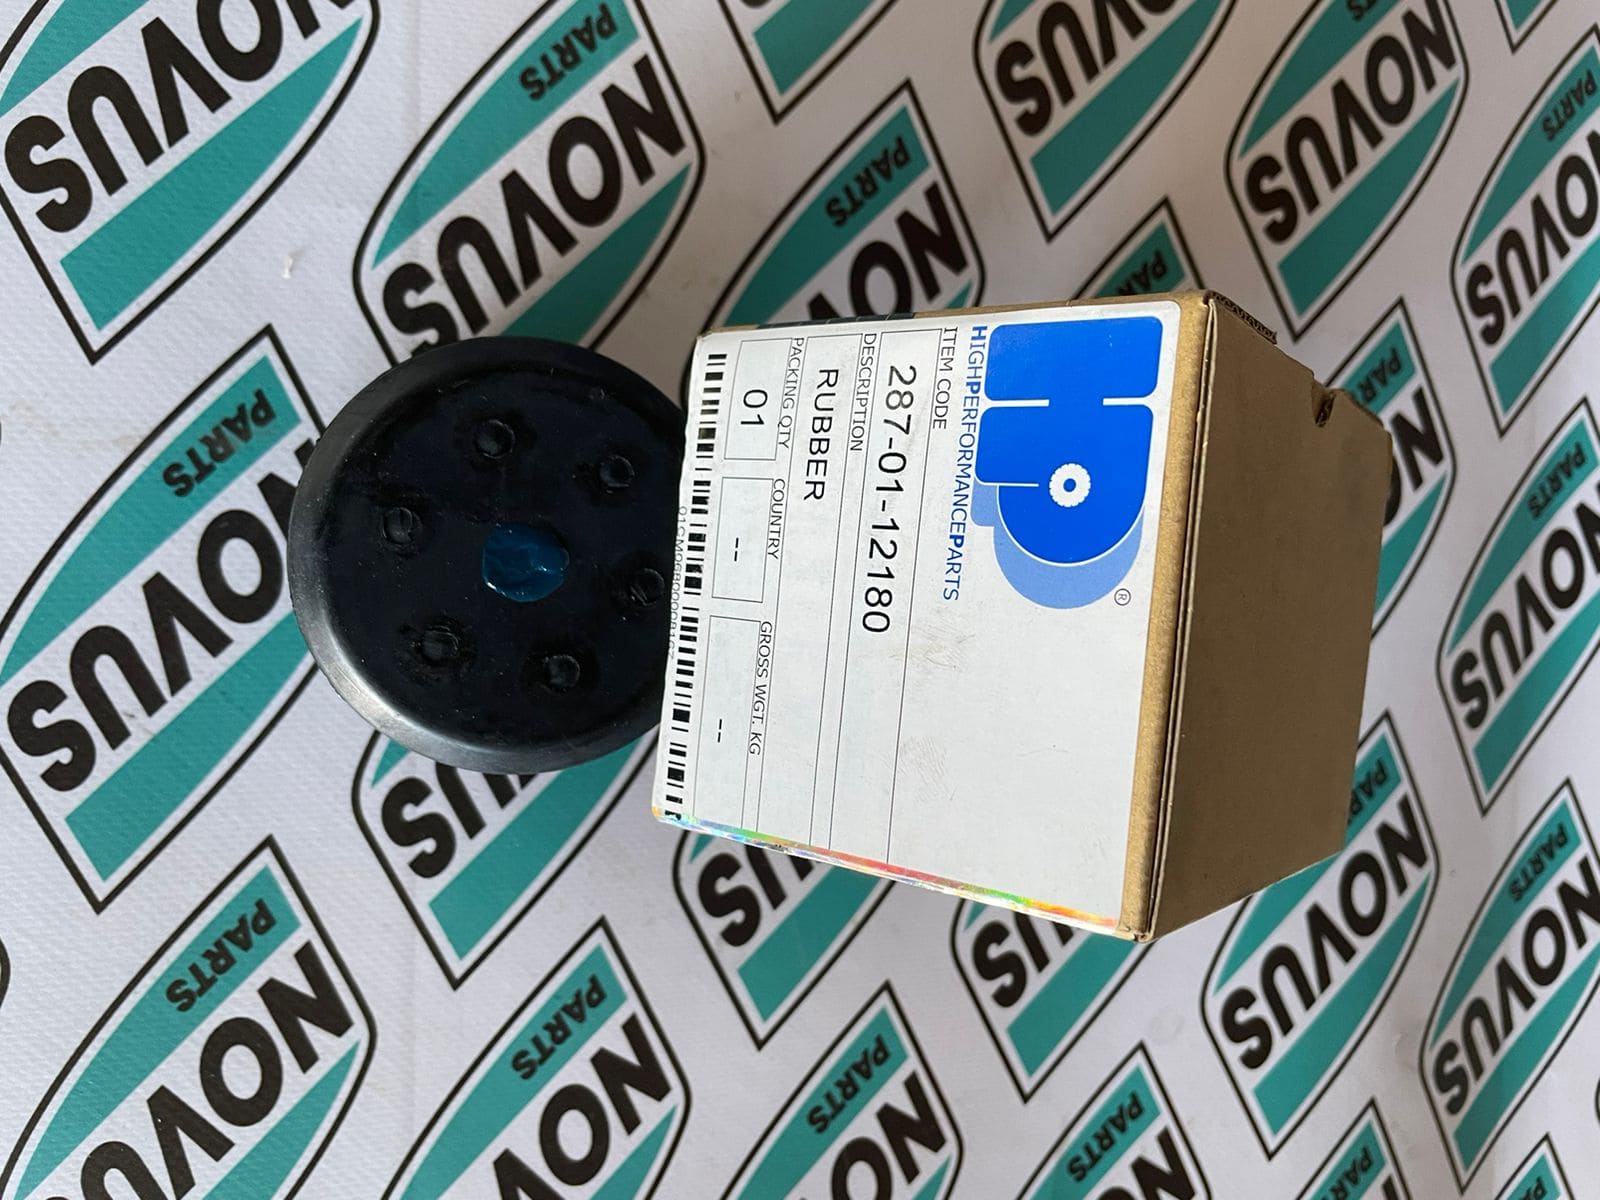 HP®
HIGHPERFORMANCEPARTS
ITEM CODE
287-01-12180
DESCRIPTION
RUBBER
PACKING QTY
01
COUNTRY
--
GROSS WGT. KG
--
NOVUS
PARTS